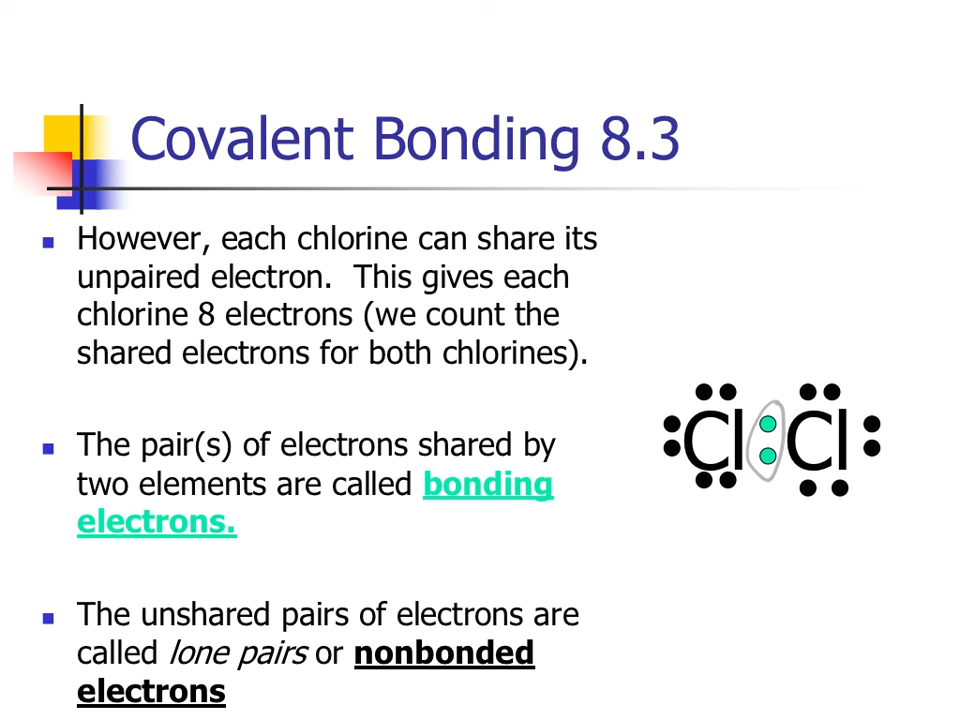 Covalent Bonding 8.3
However, each chlorine can share its
unpaired electron.  This gives each
chlorine 8 electrons (we count the
shared electrons for both chlorines).
The pair(s) of electrons shared by
two elements are called bonding
electrons.
Cl Cl
The unshared pairs of electrons are
called lone pairs or nonbonded
electrons